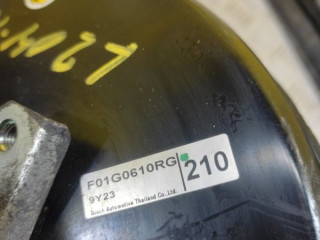 F01G0610RG 210
9Y23
Bosch Automotive Thailand Co.,Ltd.